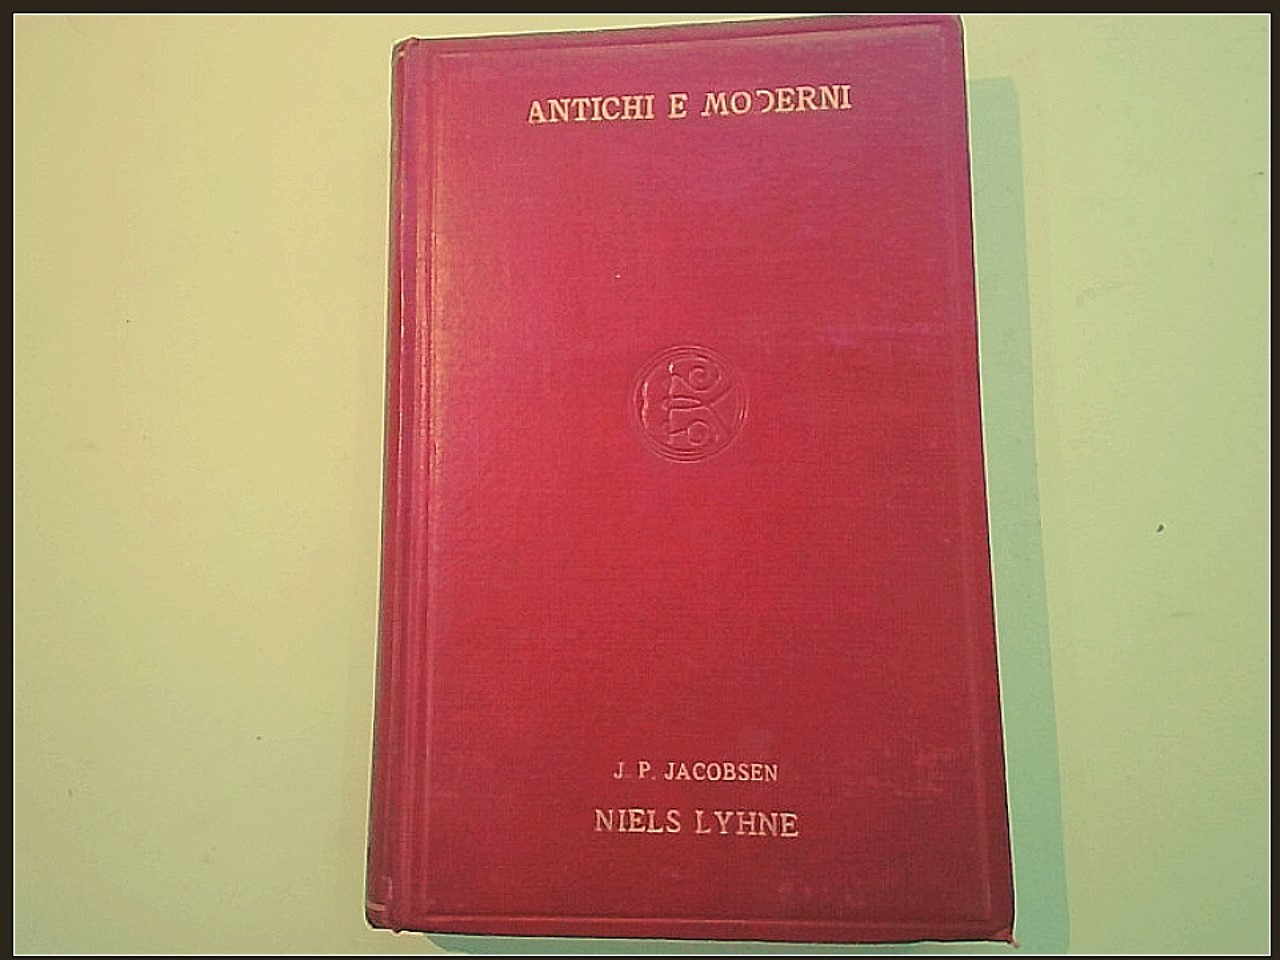 ANTICHI E MODERNI
J. P. JACOBSEN
NIELS LYHNE